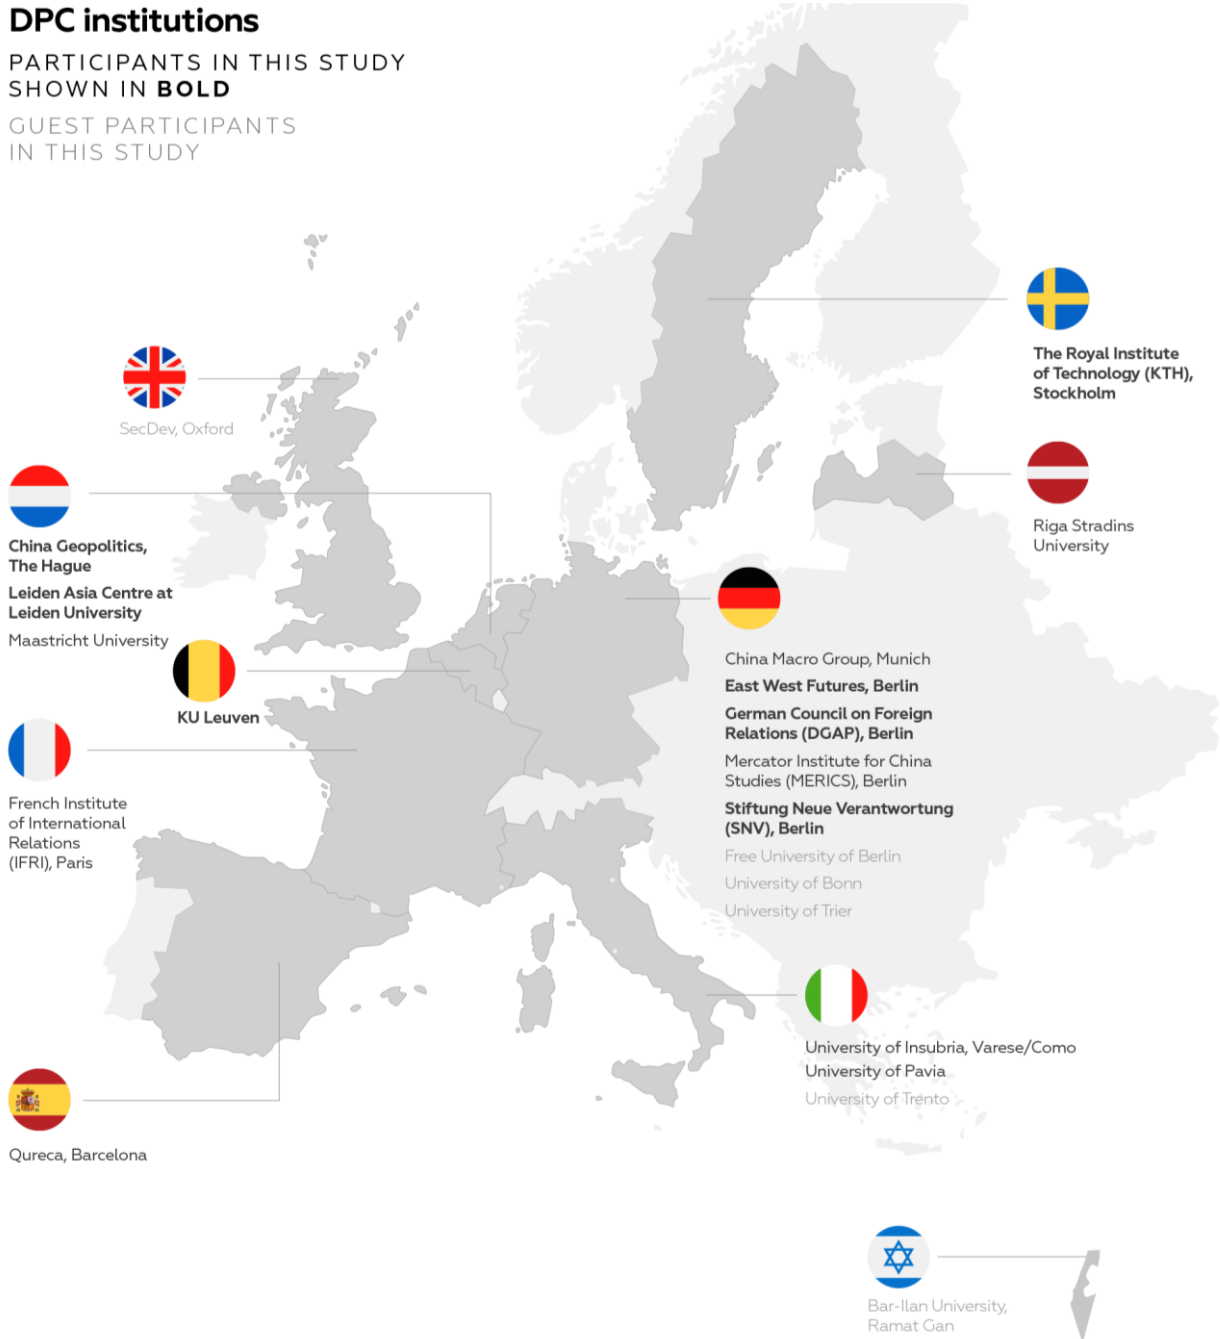 DPC institutions
PARTICIPANTS IN THIS STUDY
SHOWN IN BOLD
GUEST PARTICIPANTS
IN THIS STUDY
The Royal Institute
of Technology (KTH),
Stockholm
SecDev, Oxford
Riga Stradins
University
China Geopolitics,
The Hague
Leiden Asia Centre at
Leiden University
Maastricht University
KU Leuven
China Macro Group, Munich
East West Futures, Berlin
German Council on Foreign
Relations (DGAP), Berlin
Mercator Institute for China
Studies (MERICS), Berlin
Stiftung Neue Verantwortung
(SNV), Berlin
Free University of Berlin
University of Bonn
University of Trier
French Institute
of International
Relations
(IFRI), Paris
University of Insubria, Varese/Como
University of Pavia
University of Trento
Qureca, Barcelona
Bar-Ilan University,
Ramat Gan